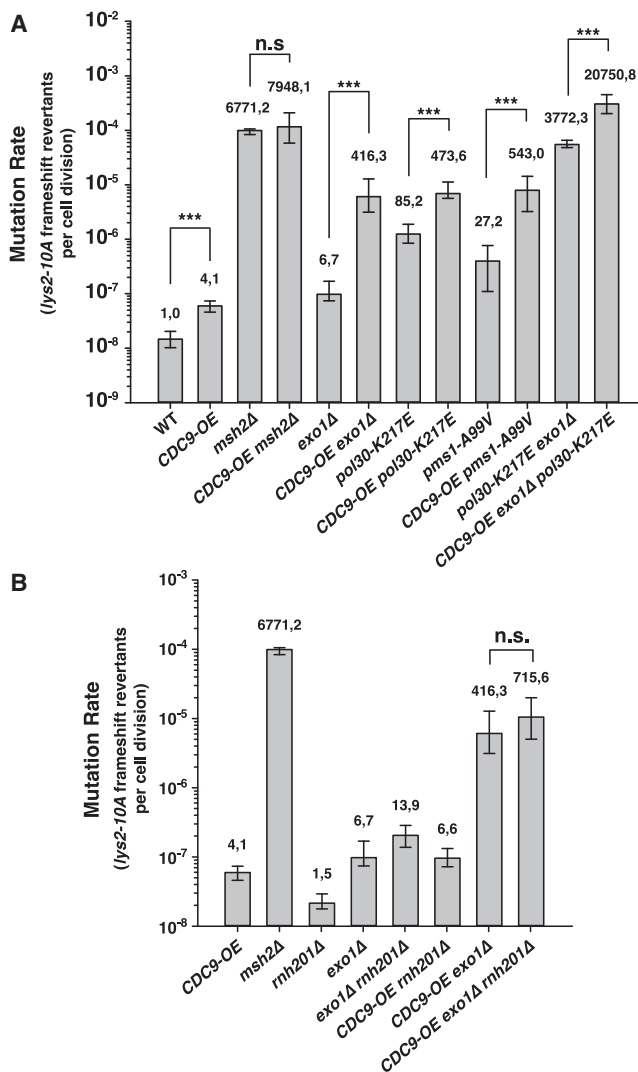 A
Mutation Rate
(lys2-10A frameshift revertants
per cell division)
10⁻²
10⁻³
10⁻⁴
10⁻⁵
10⁻⁶
10⁻⁷
10⁻⁸
10⁻⁹
1,0
***
4,1
6771,2
n.s
7948,1
6,7
***
416,3
85,2
***
473,6
27,2
***
543,0
3772,3
***
20750,8
WT
CDC9-OE
msh2Δ
CDC9-OE msh2Δ
exo1Δ
CDC9-OE exo1Δ
pol30-K217E
CDC9-OE pol30-K217E
pms1-A99V
CDC9-OE pms1-A99V
pol30-K217E exo1Δ
CDC9-OE exo1Δ pol30-K217E
B
Mutation Rate
(lys2-10A frameshift revertants
per cell division)
10⁻³
10⁻⁴
10⁻⁵
10⁻⁶
10⁻⁷
10⁻⁸
4,1
6771,2
1,5
6,7
13,9
6,6
416,3
n.s.
715,6
CDC9-OE
msh2Δ
rnh201Δ
exo1Δ
exo1Δ rnh201Δ
CDC9-OE rnh201Δ
CDC9-OE exo1Δ
CDC9-OE exo1Δ rnh201Δ